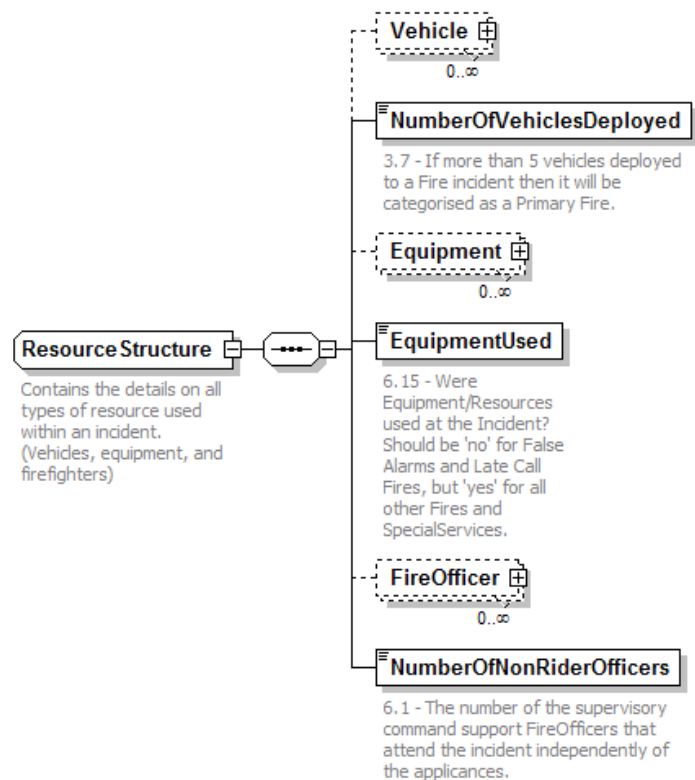 Vehicle
0..∞
NumberOfVehiclesDeployed
3.7 - If more than 5 vehicles deployed
to a Fire incident then it will be
categorised as a Primary Fire.
Equipment
0..∞
ResourceStructure
Contains the details on all
types of resource used
within an incident.
(Vehicles, equipment, and
firefighters)
EquipmentUsed
6.15 - Were
Equipment/Resources
used at the Incident?
Should be 'no' for False
Alarms and Late Call
Fires, but 'yes' for all
other Fires and
SpecialServices.
FireOfficer
0..∞
NumberOfNonRiderOfficers
6.1 - The number of the supervisory
command support FireOfficers that
attend the incident independently of
the applicances.